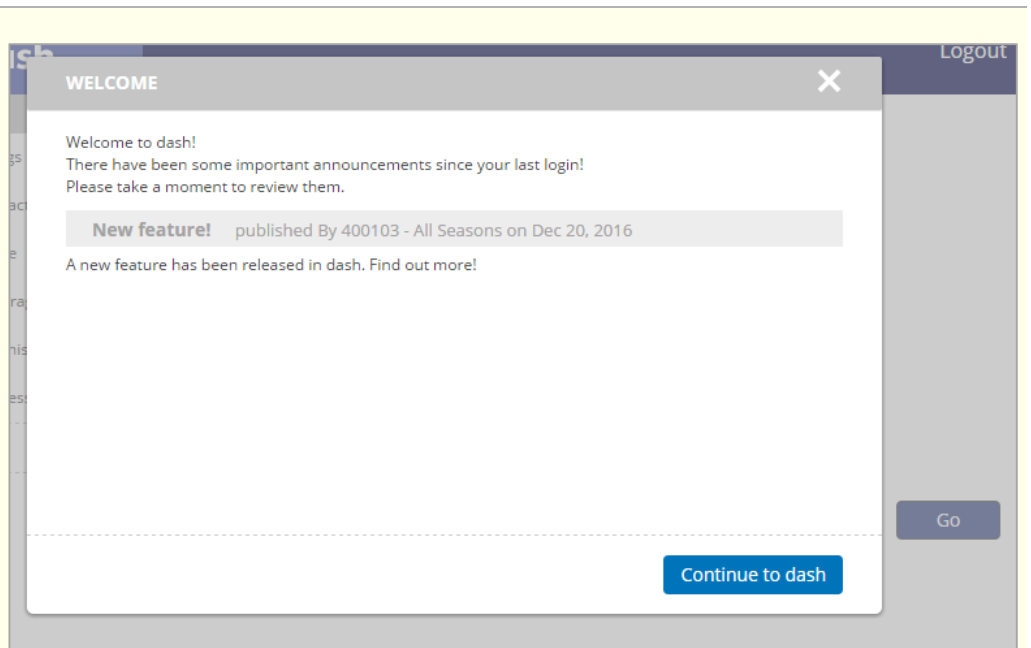 Logout
WELCOME
Welcome to dash!
There have been some important announcements since your last login!
Please take a moment to review them.
New feature! published By 400103 - All Seasons on Dec 20, 2016
A new feature has been released in dash. Find out more!
Go
Continue to dash